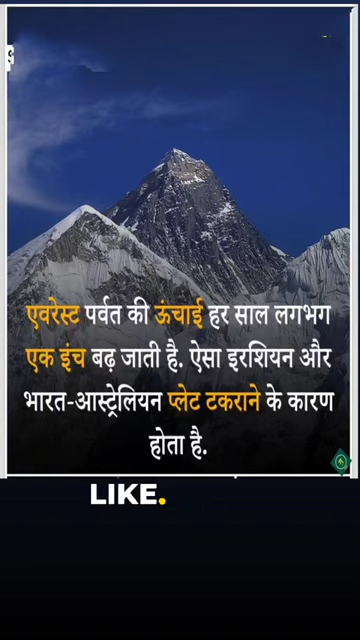 एवरेस्ट पर्वत की ऊंचाई हर साल लगभग
एक इंच बढ़ जाती है. ऐसा इरशियन और
भारत-आस्ट्रेलियन प्लेट टकराने के कारण
होता है.
LIKE.